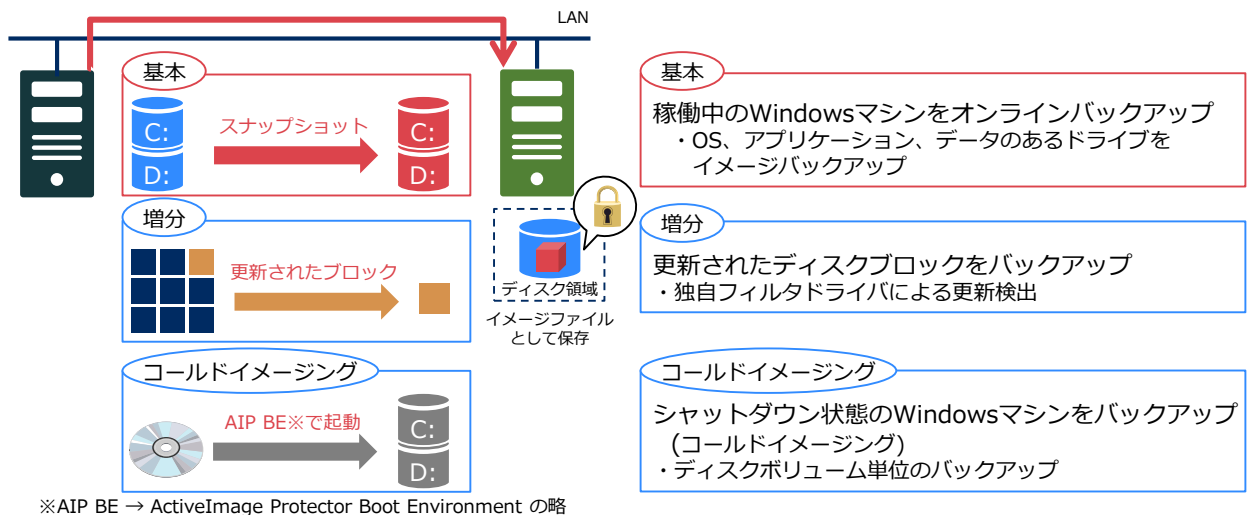 LAN
基本
スナップショット
C:
D:
C:
D:
増分
更新されたブロック
ディスク領域
イメージファイル
として保存
コールドイメージング
AIP BE※で起動
C:
D:
※AIP BE → ActiveImage Protector Boot Environment の略
基本
稼働中のWindowsマシンをオンラインバックアップ
・OS、アプリケーション、データのあるドライブを
イメージバックアップ
増分
更新されたディスクブロックをバックアップ
・独自フィルタドライバによる更新検出
コールドイメージング
シャットダウン状態のWindowsマシンをバックアップ
(コールドイメージング)
・ディスクボリューム単位のバックアップ